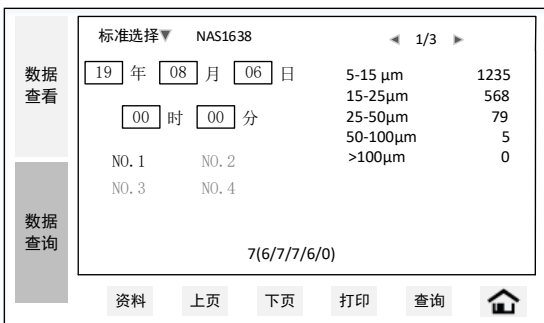 标准选择▼ NAS1638 ◀ 1/3 ▶
数据
查看
19 年 08 月 06 日
00 时 00 分
NO.1 NO.2
NO.3 NO.4
5-15 μm 1235
15-25μm 568
25-50μm 79
50-100μm 5
>100μm 0
数据
查询
7(6/7/7/6/0)
资料 上页 下页 打印 查询